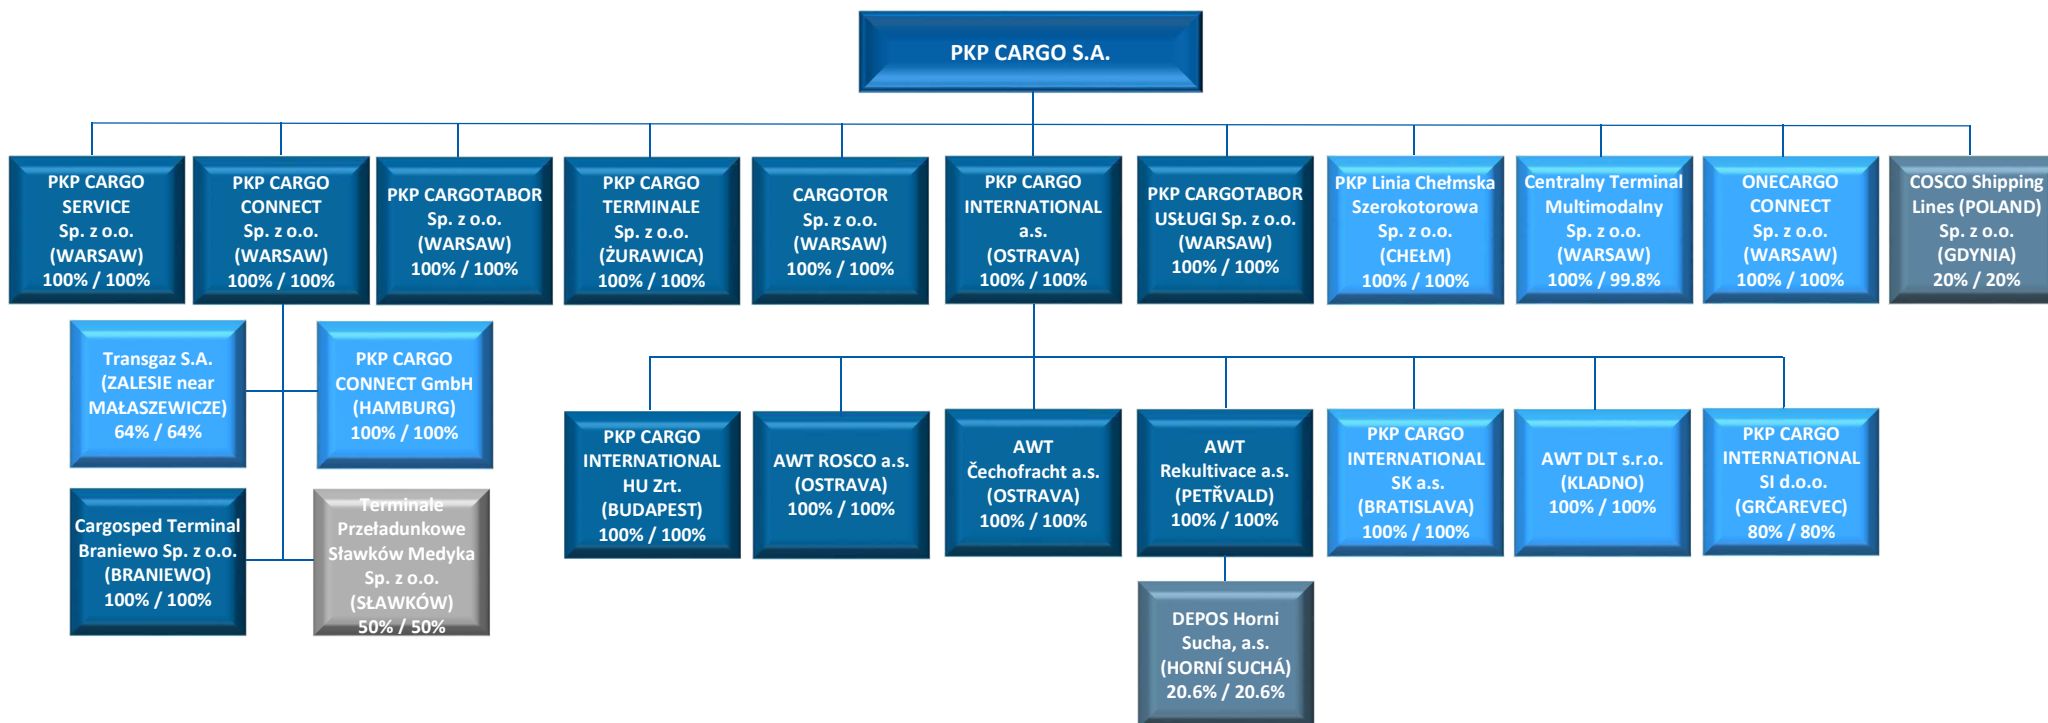 PKP CARGO S.A.
PKP CARGO
SERVICE
Sp. z o.o.
(WARSAW)
100% / 100%
PKP CARGO
CONNECT
Sp. z o.o.
(WARSAW)
100% / 100%
PKP CARGOTABOR
Sp. z o.o.
(WARSAW)
100% / 100%
PKP CARGO
TERMINALE
Sp. z o.o.
(ŻURAWICA)
100% / 100%
CARGOTOR
Sp. z o.o.
(WARSAW)
100% / 100%
PKP CARGO
INTERNATIONAL
a.s.
(OSTRAVA)
100% / 100%
PKP CARGOTABOR
USŁUGI Sp. z o.o.
(WARSAW)
100% / 100%
PKP Linia Chełmska
Szerokotorowa
Sp. z o.o.
(CHEŁM)
100% / 100%
Centralny Terminal
Multimodalny
Sp. z o.o.
(WARSAW)
100% / 99.8%
ONECARGO
CONNECT
Sp. z o.o.
(WARSAW)
100% / 100%
COSCO Shipping
Lines (POLAND)
Sp. z o.o.
(GDYNIA)
20% / 20%
Transgaz S.A.
(ZALESIE near
MAŁASZEWICZE)
64% / 64%
PKP CARGO
CONNECT GmbH
(HAMBURG)
100% / 100%
Cargosped Terminal
Braniewo Sp. z o.o.
(BRANIEWO)
100% / 100%
Terminale
Przeładunkowe
Sławków Medyka
Sp. z o.o.
(SŁAWKÓW)
50% / 50%
PKP CARGO
INTERNATIONAL
HU Zrt.
(BUDAPEST)
100% / 100%
AWT ROSCO a.s.
(OSTRAVA)
100% / 100%
AWT
Čechofracht a.s.
(OSTRAVA)
100% / 100%
AWT
Rekultivace a.s.
(PETŘVALD)
100% / 100%
PKP CARGO
INTERNATIONAL
SK a.s.
(BRATISLAVA)
100% / 100%
AWT DLT s.r.o.
(KLADNO)
100% / 100%
PKP CARGO
INTERNATIONAL
SI d.o.o.
(GRČAREVEC)
80% / 80%
DEPOS Horni
Sucha, a.s.
(HORNÍ SUCHÁ)
20.6% / 20.6%